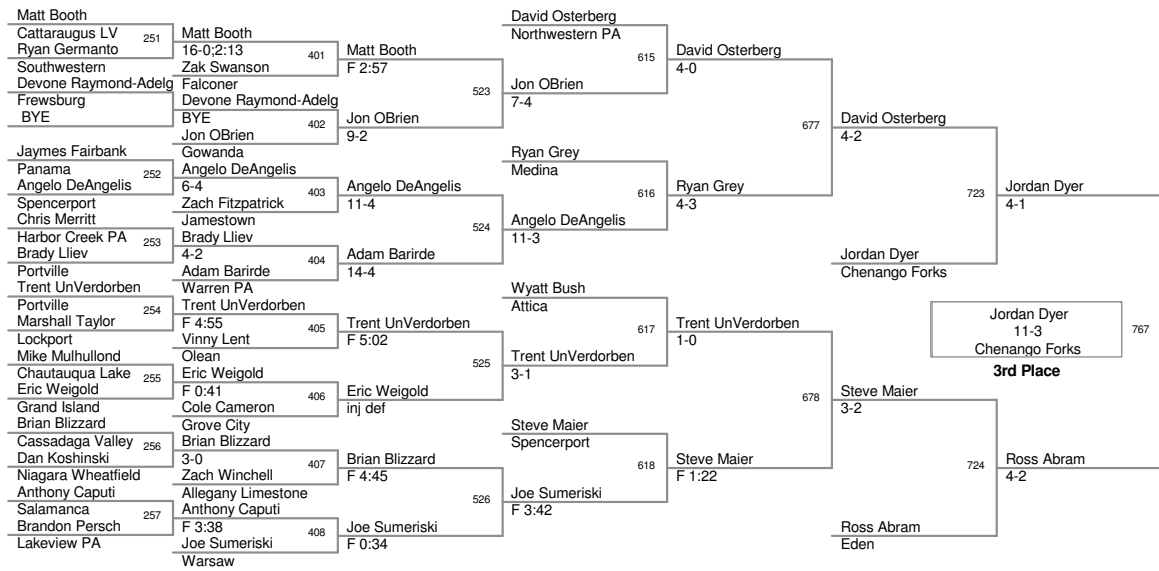 Matt Booth
Cattaraugus LV
251
Ryan Germanto
Southwestern
Devone Raymond-Adelg
Frewsburg
BYE
Jaymes Fairbank
Panama
252
Angelo DeAngelis
Spencerport
Chris Merritt
Harbor Creek PA
253
Brady Lliev
Portville
Trent UnVerdorben
Portville
254
Marshall Taylor
Lockport
Mike Mulhullond
Chautauqua Lake
255
Eric Weigold
Grand Island
Brian Blizzard
Cassadaga Valley
256
Dan Koshinski
Niagara Wheatfield
Anthony Caputi
Salamanca
257
Brandon Persch
Lakeview PA
Matt Booth
16-0;2:13
401
Zak Swanson
Falconer
Devone Raymond-Adelg
BYE
402
Jon OBrien
Gowanda
Angelo DeAngelis
6-4
403
Zach Fitzpatrick
Jamestown
Brady Lliev
4-2
404
Adam Barirde
Warren PA
Trent UnVerdorben
F 4:55
405
Vinny Lent
Olean
Eric Weigold
F 0:41
406
Cole Cameron
Grove City
Brian Blizzard
3-0
407
Zach Winchell
Allegany Limestone
Anthony Caputi
F 3:38
408
Joe Sumeriski
Warsaw
Matt Booth
F 2:57
523
Jon OBrien
9-2
Angelo DeAngelis
11-4
524
Adam Barirde
14-4
Trent UnVerdorben
F 5:02
525
Eric Weigold
inj def
Brian Blizzard
F 4:45
526
Joe Sumeriski
F 0:34
David Osterberg
Northwestern PA
615
Jon OBrien
7-4
Ryan Grey
Medina
616
Angelo DeAngelis
11-3
Wyatt Bush
Attica
617
Trent UnVerdorben
3-1
Steve Maier
Spencerport
618
Joe Sumeriski
F 3:42
David Osterberg
4-0
677
Ryan Grey
4-3
Trent UnVerdorben
1-0
678
Steve Maier
F 1:22
David Osterberg
4-2
723
Jordan Dyer
Chenango Forks
Steve Maier
3-2
724
Ross Abram
Eden
Jordan Dyer
4-1
Jordan Dyer
11-3
767
Chenango Forks
3rd Place
Ross Abram
4-2